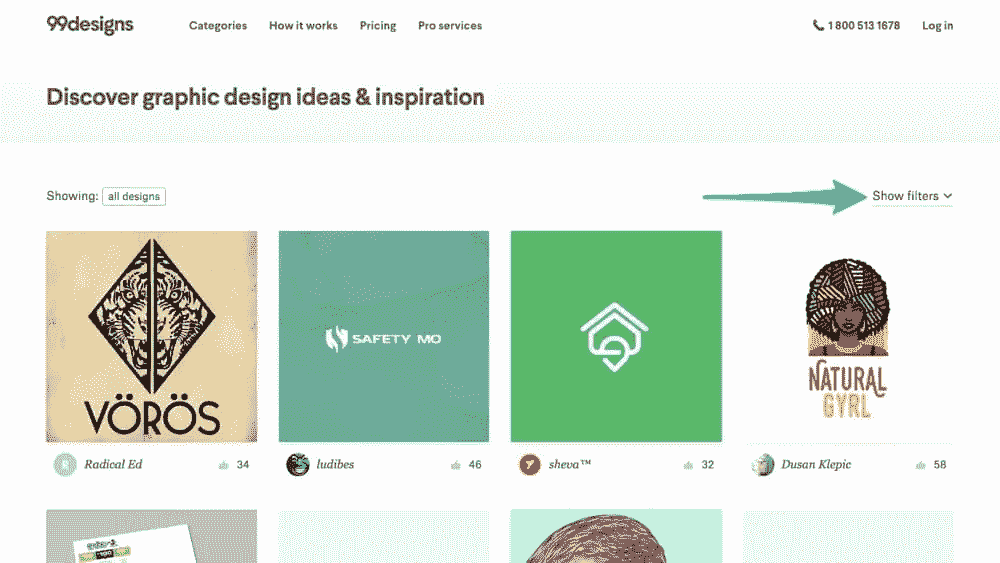 99designs Categories How it works Pricing Pro services 1 800 513 1678 Log in
Discover graphic design ideas & inspiration
Showing: all designs Show filters
VÖRÖS
SAFETY MO
NATURAL
GYRL
Radical Ed 34 ludibes 46 sheva™ 32 Dusan Klepic 58
100